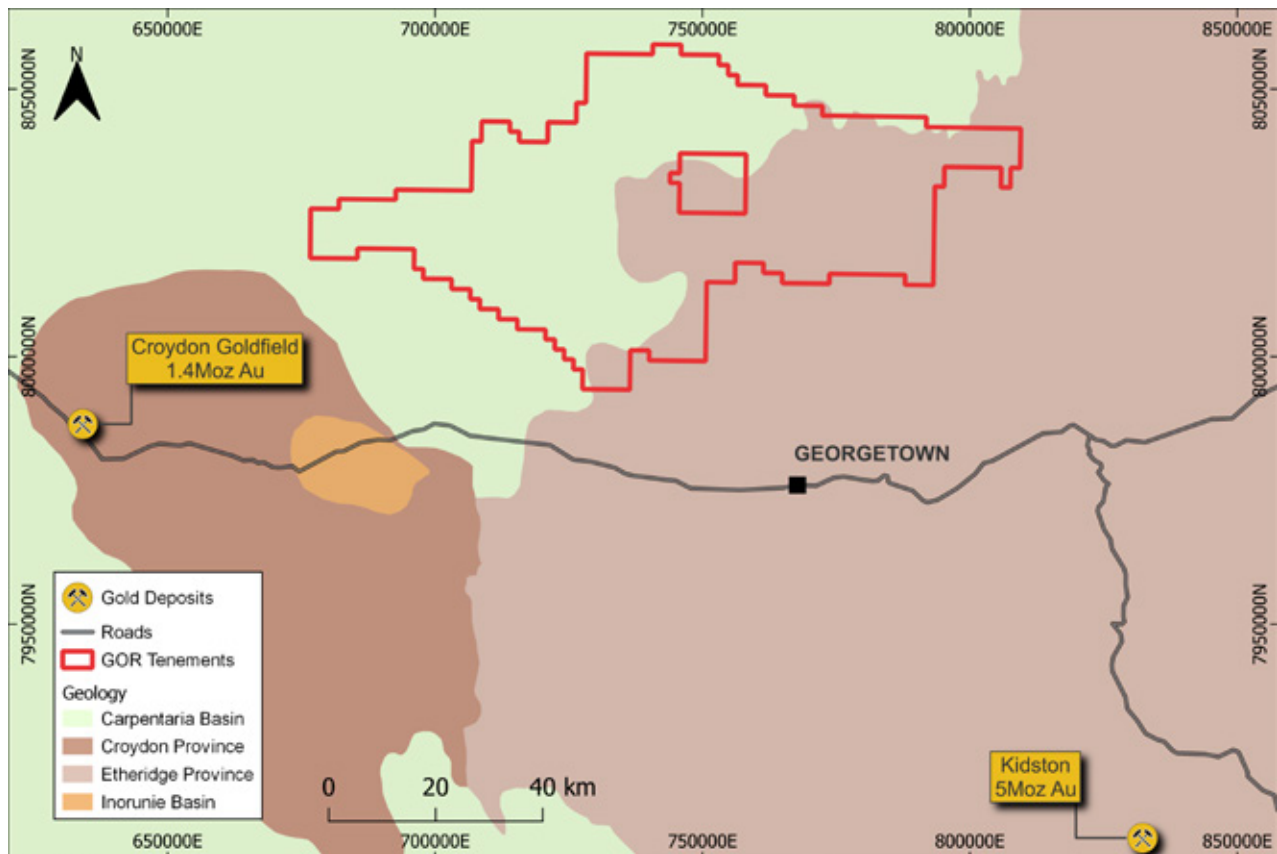 650000E
700000E
750000E
800000E
850000E
N
8050000N
8050000N
Croydon Goldfield
1.4Moz Au
8000000N
8000000N
GEORGETOWN
7950000N
7950000N
Gold Deposits
Roads
GOR Tenements
Geology
Carpentaria Basin
Croydon Province
Etheridge Province
Inorunie Basin
0
20
40 km
Kidston
5Moz Au
650000E
700000E
750000E
800000E
850000E